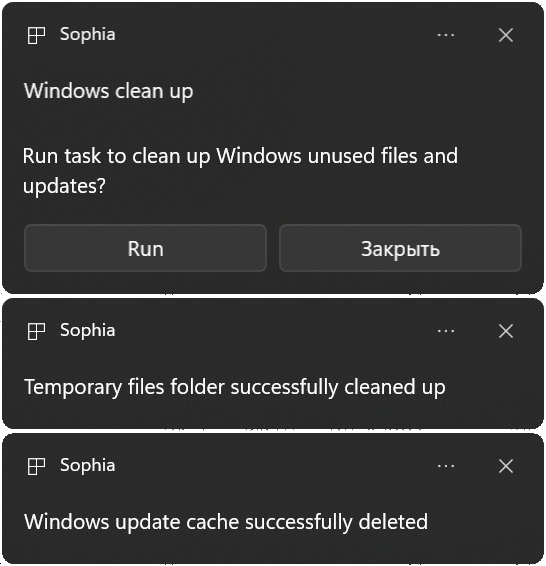 Sophia
Windows clean up
Run task to clean up Windows unused files and
updates?
Run
Закрыть
Sophia
Temporary files folder successfully cleaned up
Sophia
Windows update cache successfully deleted